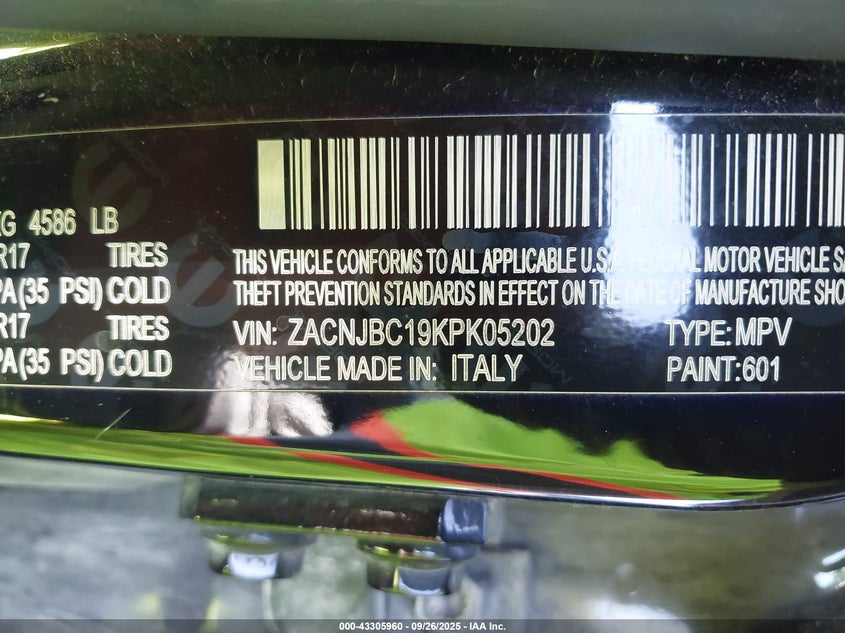 KG 4586 LB
R17 TIRES
PA(35 PSI) COLD
R17 TIRES
PA(35 PSI) COLD
THIS VEHICLE CONFORMS TO ALL APPLICABLE U.S.A. FEDERAL MOTOR VEHICLE SA
THEFT PREVENTION STANDARDS IN EFFECT ON THE DATE OF MANUFACTURE SHO
VIN: ZACNJBC19KPK05202 TYPE:MPV
VEHICLE MADE IN: ITALY PAINT:601
000-43305960 - 09/26/2025 - IAA Inc.